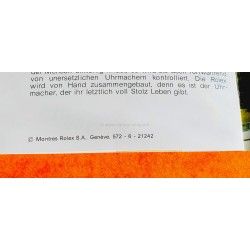 von unersetzlichen Uhrmachern kontrolliert. Die Rolex
wird von Hand zusammengebaut, denn es ist der Uhr-
macher, der ihr letztlich voll Stolz Leben gibt.
© Montres Rolex S.A., Genève. 572 - 6 - 21242